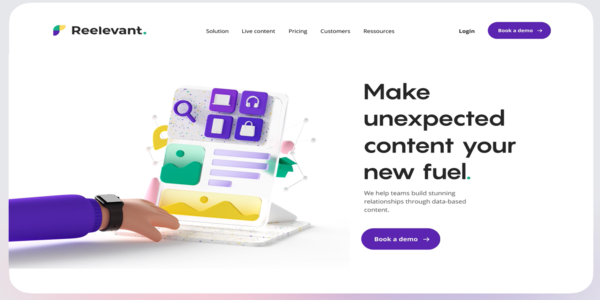 Reelevant.
Solution Live content Pricing Customers Ressources
Login
Book a demo →
Make
unexpected
content your
new fuel.
We help teams build stunning
relationships through data-based
content.
Book a demo →